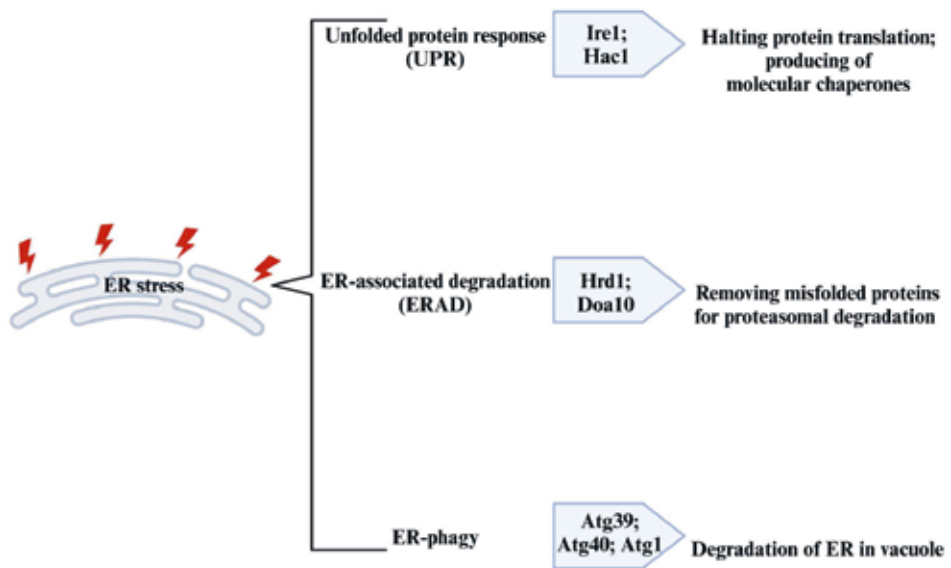 Unfolded protein response
(UPR)
Ire1;
Hac1
Halting protein translation;
producing of
molecular chaperones
ER stress
ER-associated degradation
(ERAD)
Hrd1;
Doa10
Removing misfolded proteins
for proteasomal degradation
ER-phagy
Atg39;
Atg40; Atg1
Degradation of ER in vacuole